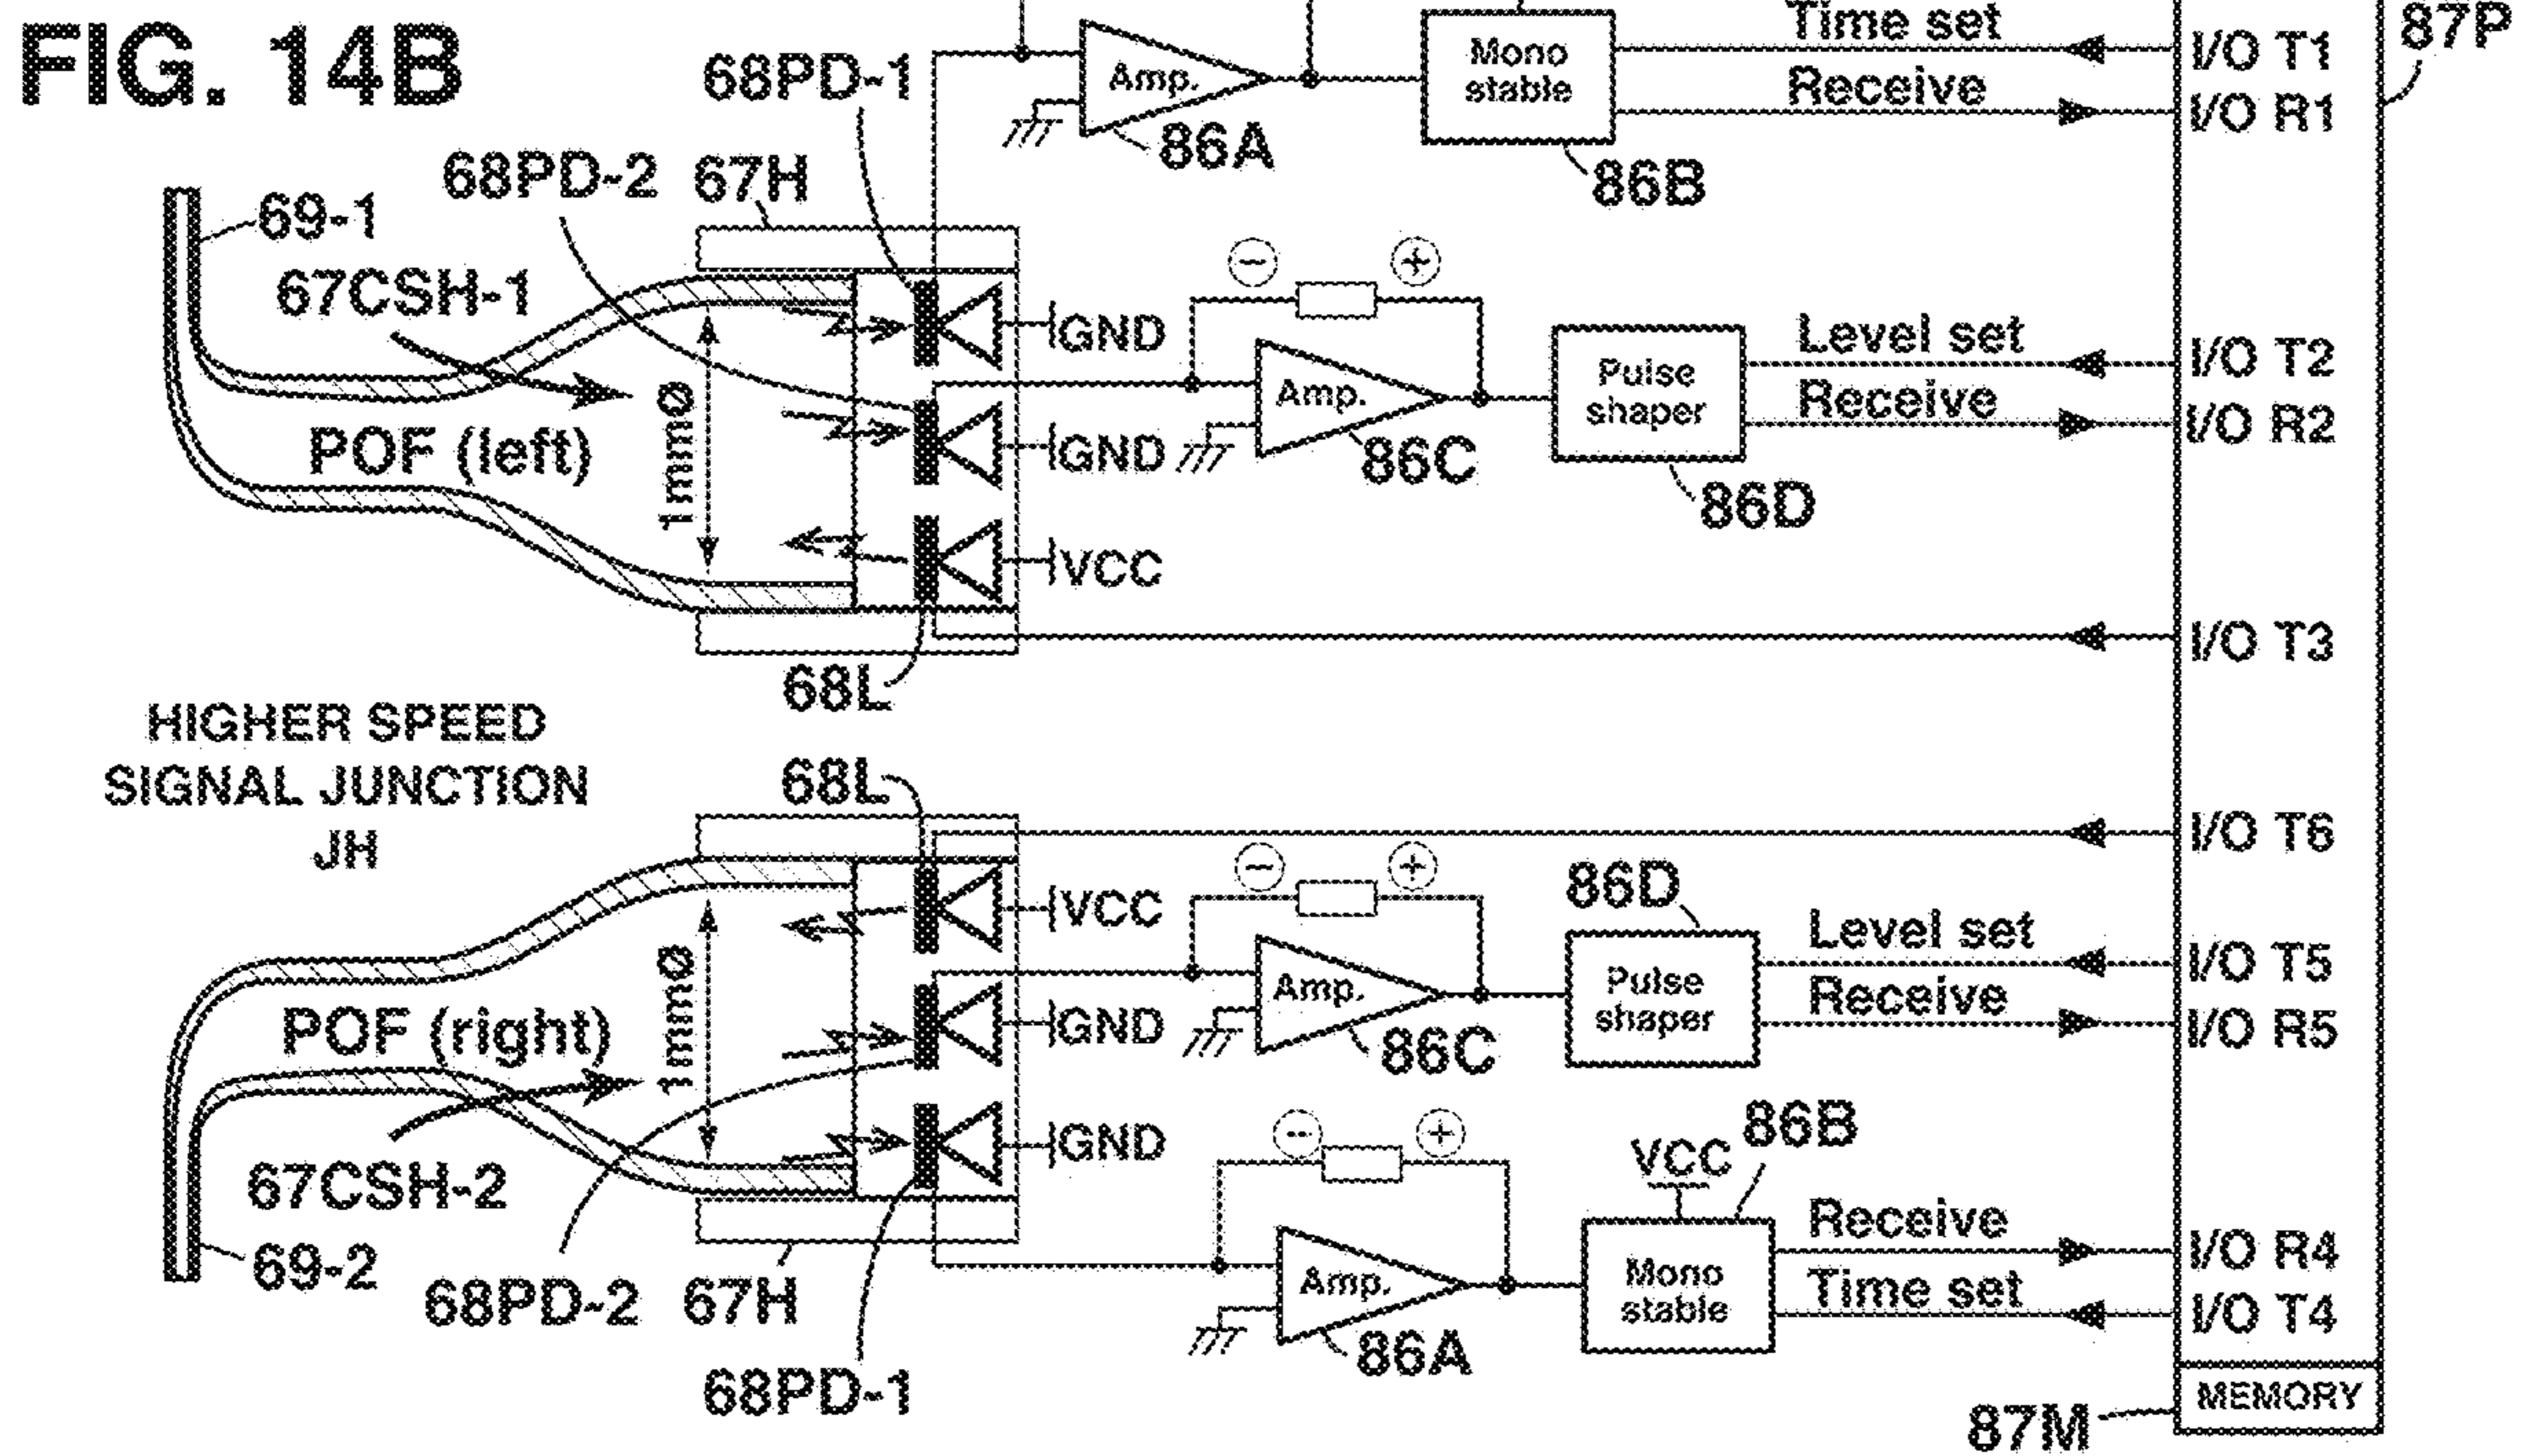 FIG. 14B
68PD-1
68PD-2
67H
69-1
67CSH-1
POF (left)
1mmØ
GND
GND
VCC
68L
Amp.
86A
Mono
stable
86B
Time set
Receive
I/O T1
I/O R1
87P
⊖ ⊕
Amp.
86C
Pulse
shaper
86D
Level set
Receive
I/O T2
I/O R2
I/O T3
HIGHER SPEED
SIGNAL JUNCTION
JH
68L
I/O T6
POF (right)
1mmØ
67CSH-2
69-2
68PD-2
67H
68PD-1
VCC
GND
GND
⊖ ⊕
Amp.
86C
86D
Pulse
shaper
Level set
Receive
I/O T5
I/O R5
⊖ ⊕
Amp.
86A
VCC
86B
Mono
stable
Receive
Time set
I/O R4
I/O T4
MEMORY
87M